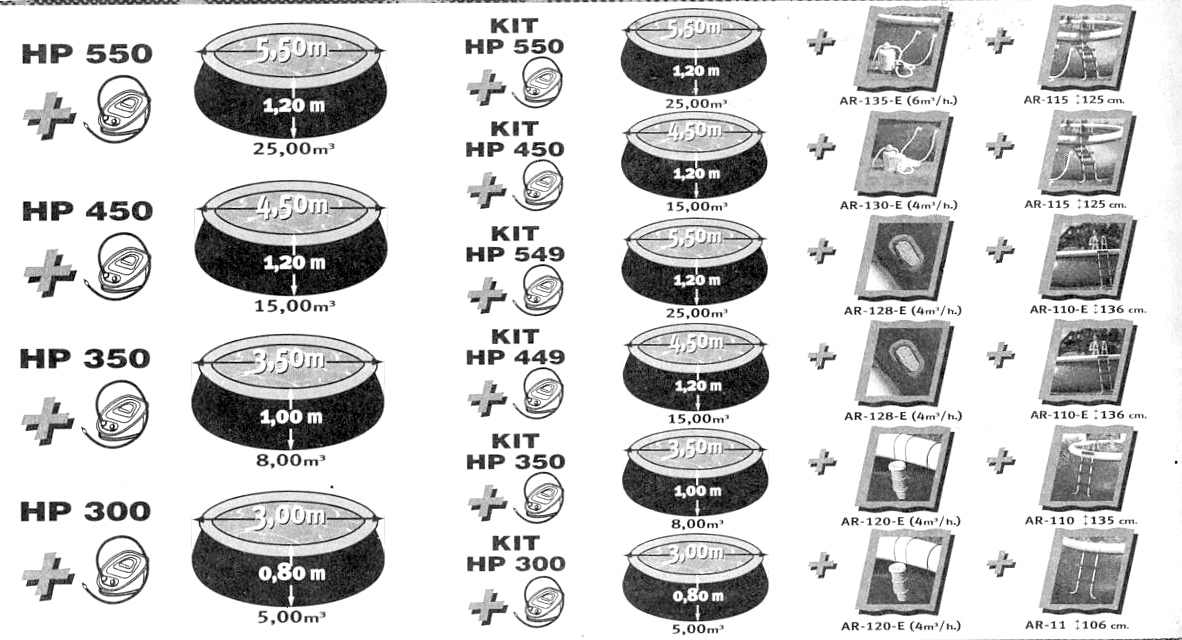 HP 550
5,50m
1,20 m
25,00m³
HP 450
4,50m
1,20 m
15,00m³
HP 350
3,50m
1,00 m
8,00m³
HP 300
3,00m
0,80 m
5,00m³
KIT
HP 550
5,50m
1,20 m
25,00m³
AR-135-E (6m³/h.)
AR-115 ↕125 cm.
KIT
HP 450
4,50m
1,20 m
15,00m³
AR-130-E (4m³/h.)
AR-115 ↕125 cm.
KIT
HP 549
5,50m
1,20 m
25,00m³
AR-128-E (4m³/h.)
AR-110-E ↕136 cm.
KIT
HP 449
4,50m
1,20 m
15,00m³
AR-128-E (4m³/h.)
AR-110-E ↕136 cm.
KIT
HP 350
3,50m
1,00 m
8,00m³
AR-120-E (4m³/h.)
AR-110 ↕135 cm.
KIT
HP 300
3,00m
0,80 m
5,00m³
AR-120-E (4m³/h.)
AR-11 ↕106 cm.